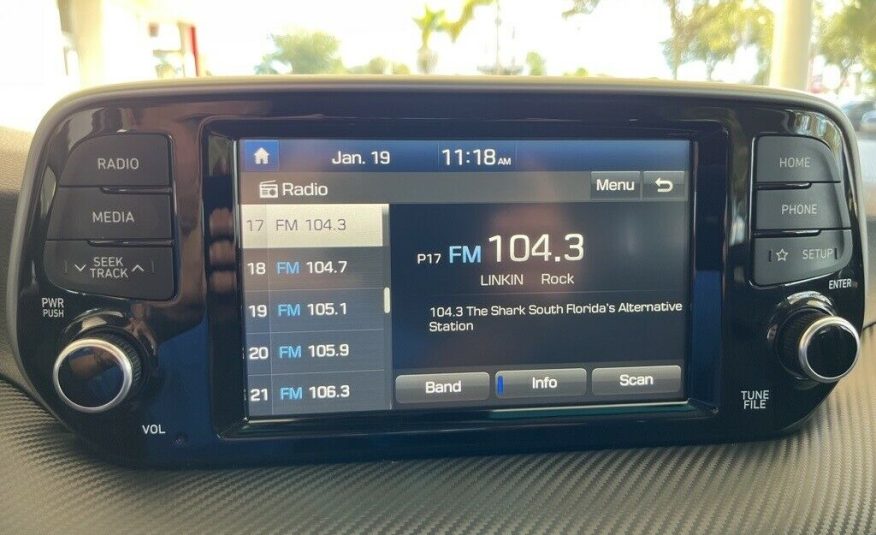 RADIO
MEDIA
SEEK
TRACK
PWR
PUSH
VOL
Jan. 19 11:18 AM
Radio
Menu
17 FM 104.3
18 FM 104.7
19 FM 105.1
20 FM 105.9
21 FM 106.3
P17 FM 104.3
LINKIN Rock
104.3 The Shark South Florida's Alternative
Station
Band
Info
Scan
HOME
PHONE
SETUP
ENTER
TUNE
FILE